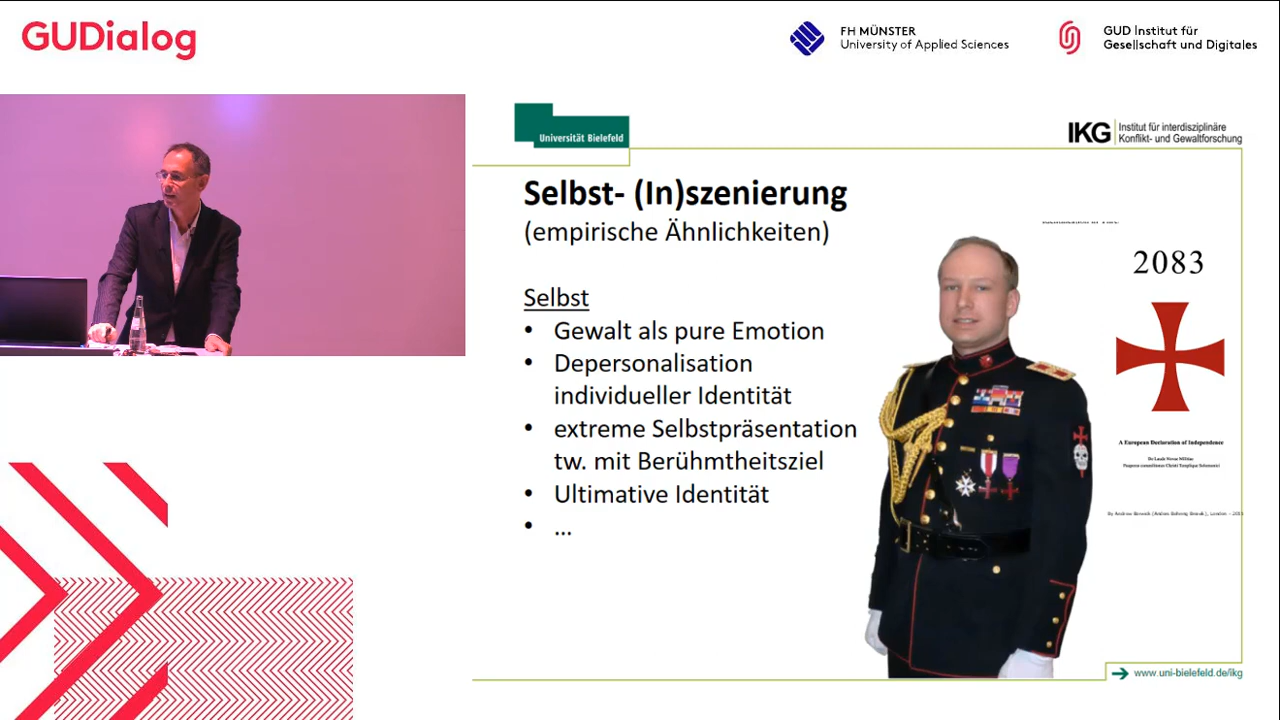 GUDialog
FH MÜNSTER
University of Applied Sciences
GUD Institut für
Gesellschaft und Digitales
Universität Bielefeld
IKG
Institut für interdisziplinäre
Konflikt- und Gewaltforschung
Selbst- (In)szenierung
(empirische Ähnlichkeiten)
Selbst
• Gewalt als pure Emotion
• Depersonalisation
individueller Identität
• extreme Selbstpräsentation
tw. mit Berühmtheitsziel
• Ultimative Identität
• ...
2083
A European Declaration of Independence
www.uni-bielefeld.de/ikg